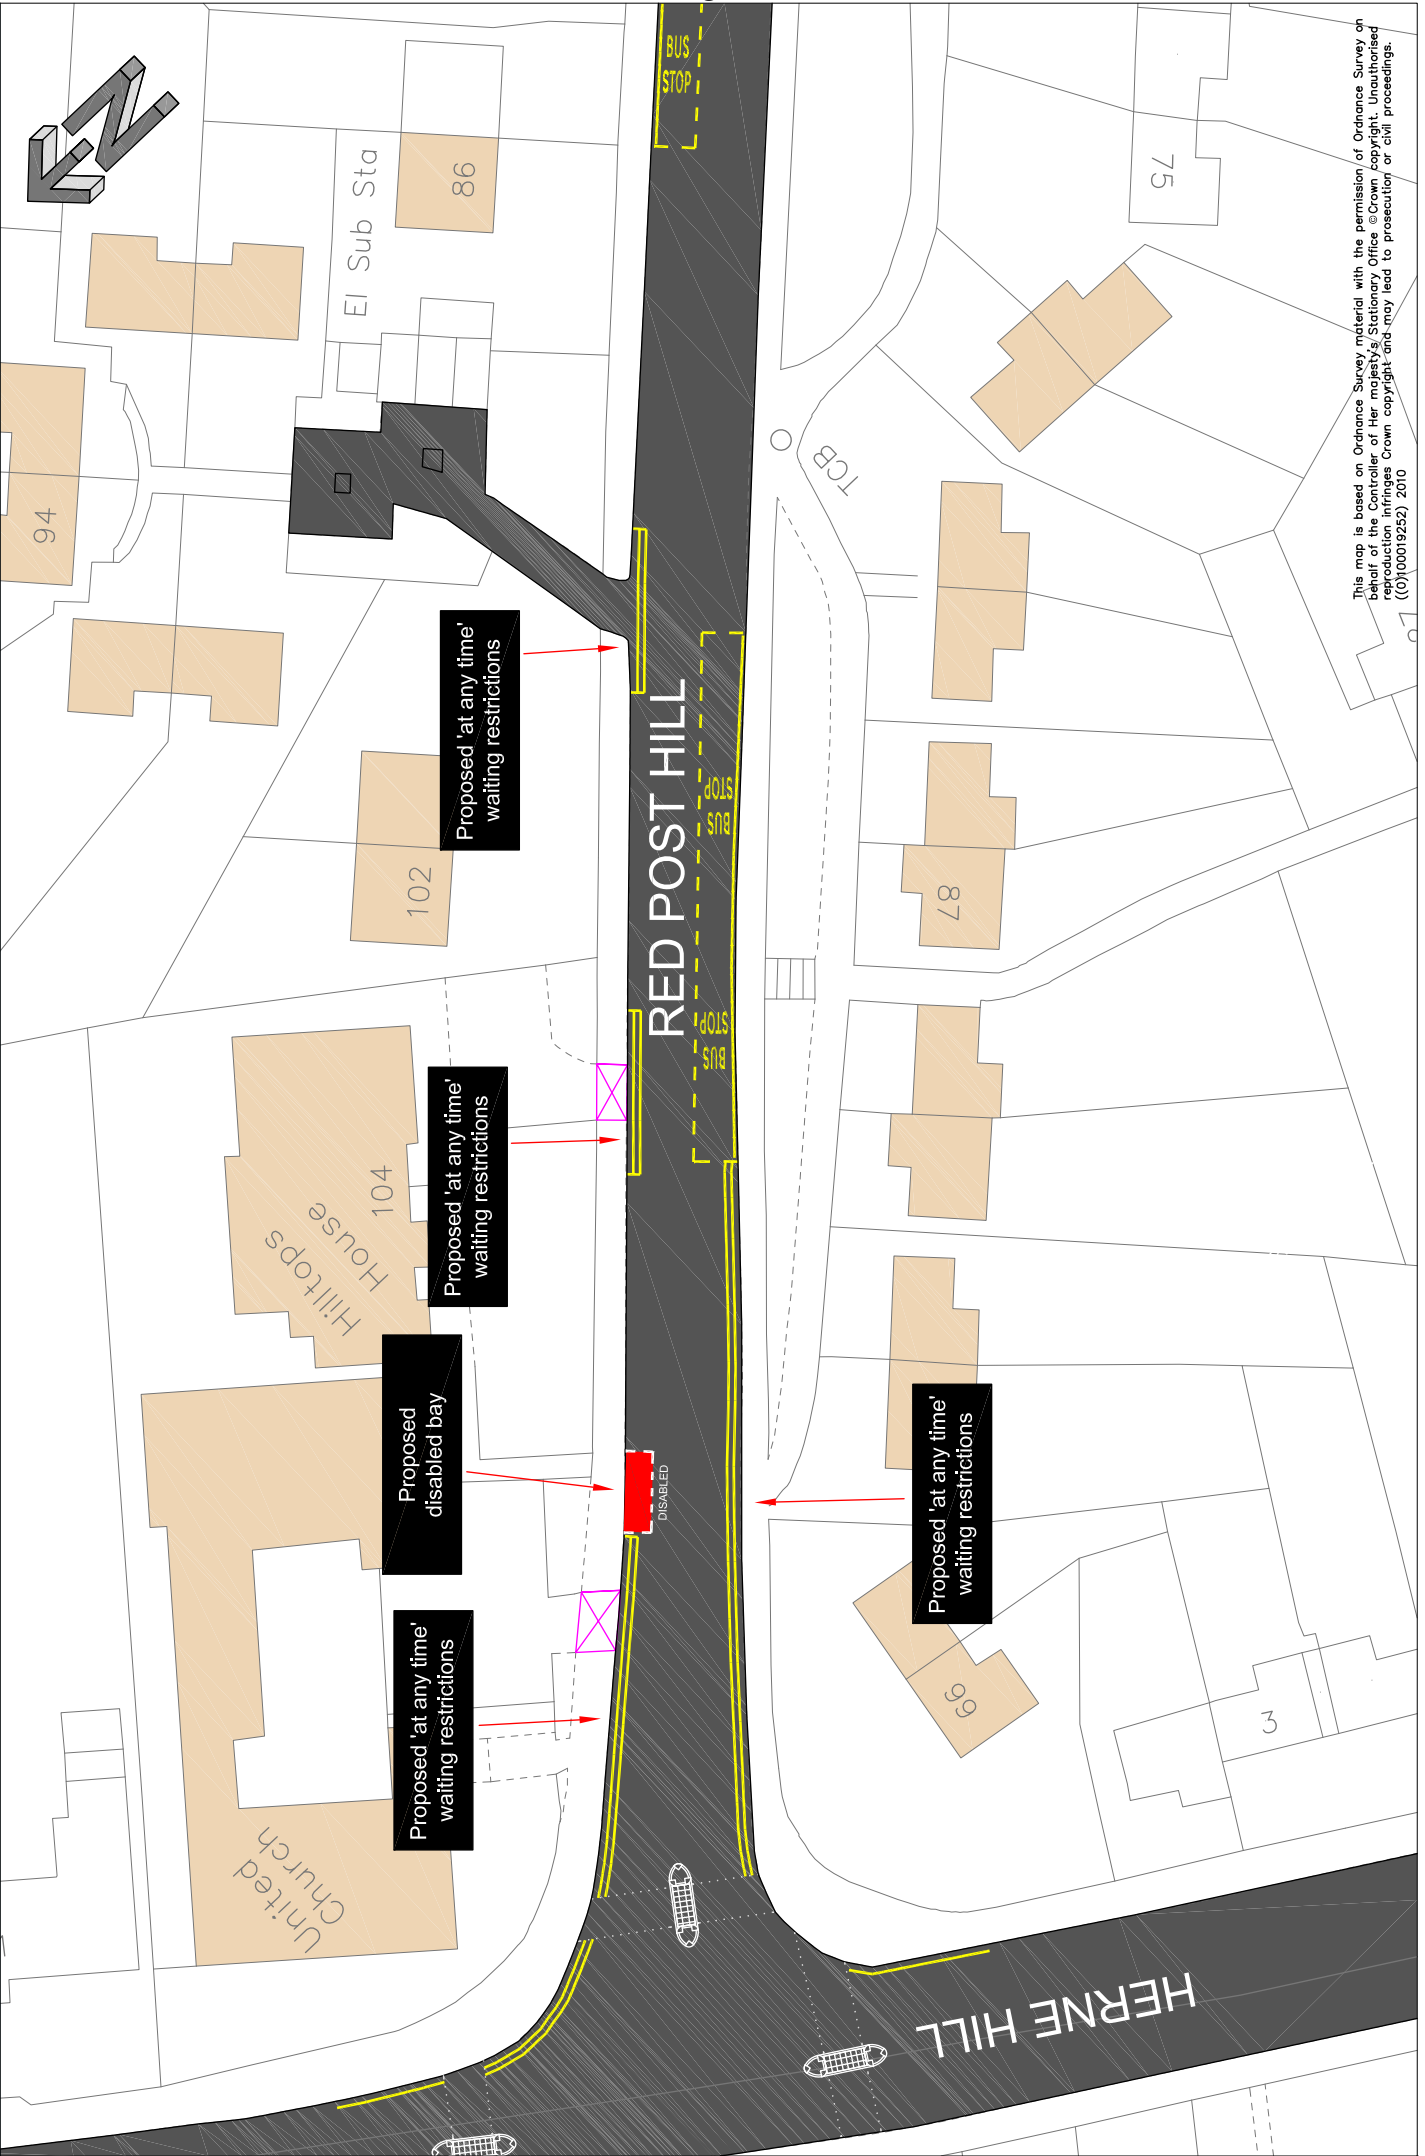 BUS
STOP
El Sub Sta
86
94
75
TCB
This map is based on Ordnance Survey material with the permission of Ordnance Survey on
behalf of the Controller of Her majesty's Stationary Office ©Crown copyright. Unauthorised
reproduction infringes Crown copyright and may lead to prosecution or civil proceedings.
((0)100019252) 2010
Proposed 'at any time'
waiting restrictions
RED POST HILL
BUS
STOP
102
87
BUS
STOP
Proposed 'at any time'
waiting restrictions
104
Hilltops
House
Proposed
disabled bay
DISABLED
Proposed 'at any time'
waiting restrictions
Proposed 'at any time'
waiting restrictions
99
3
United
Church
HERNE HILL